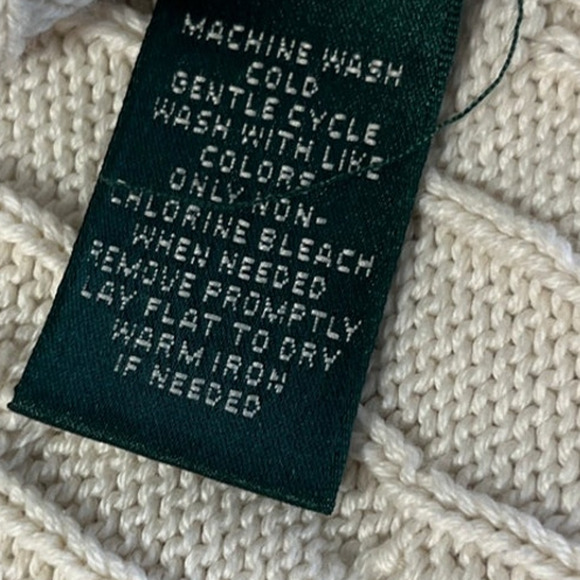 MACHINE WASH
COLD
GENTLE CYCLE
WASH WITH LIKE
COLORS
ONLY NON-
CHLORINE BLEACH
WHEN NEEDED
REMOVE PROMPTLY
LAY FLAT TO DRY
WARM IRON
IF NEEDED